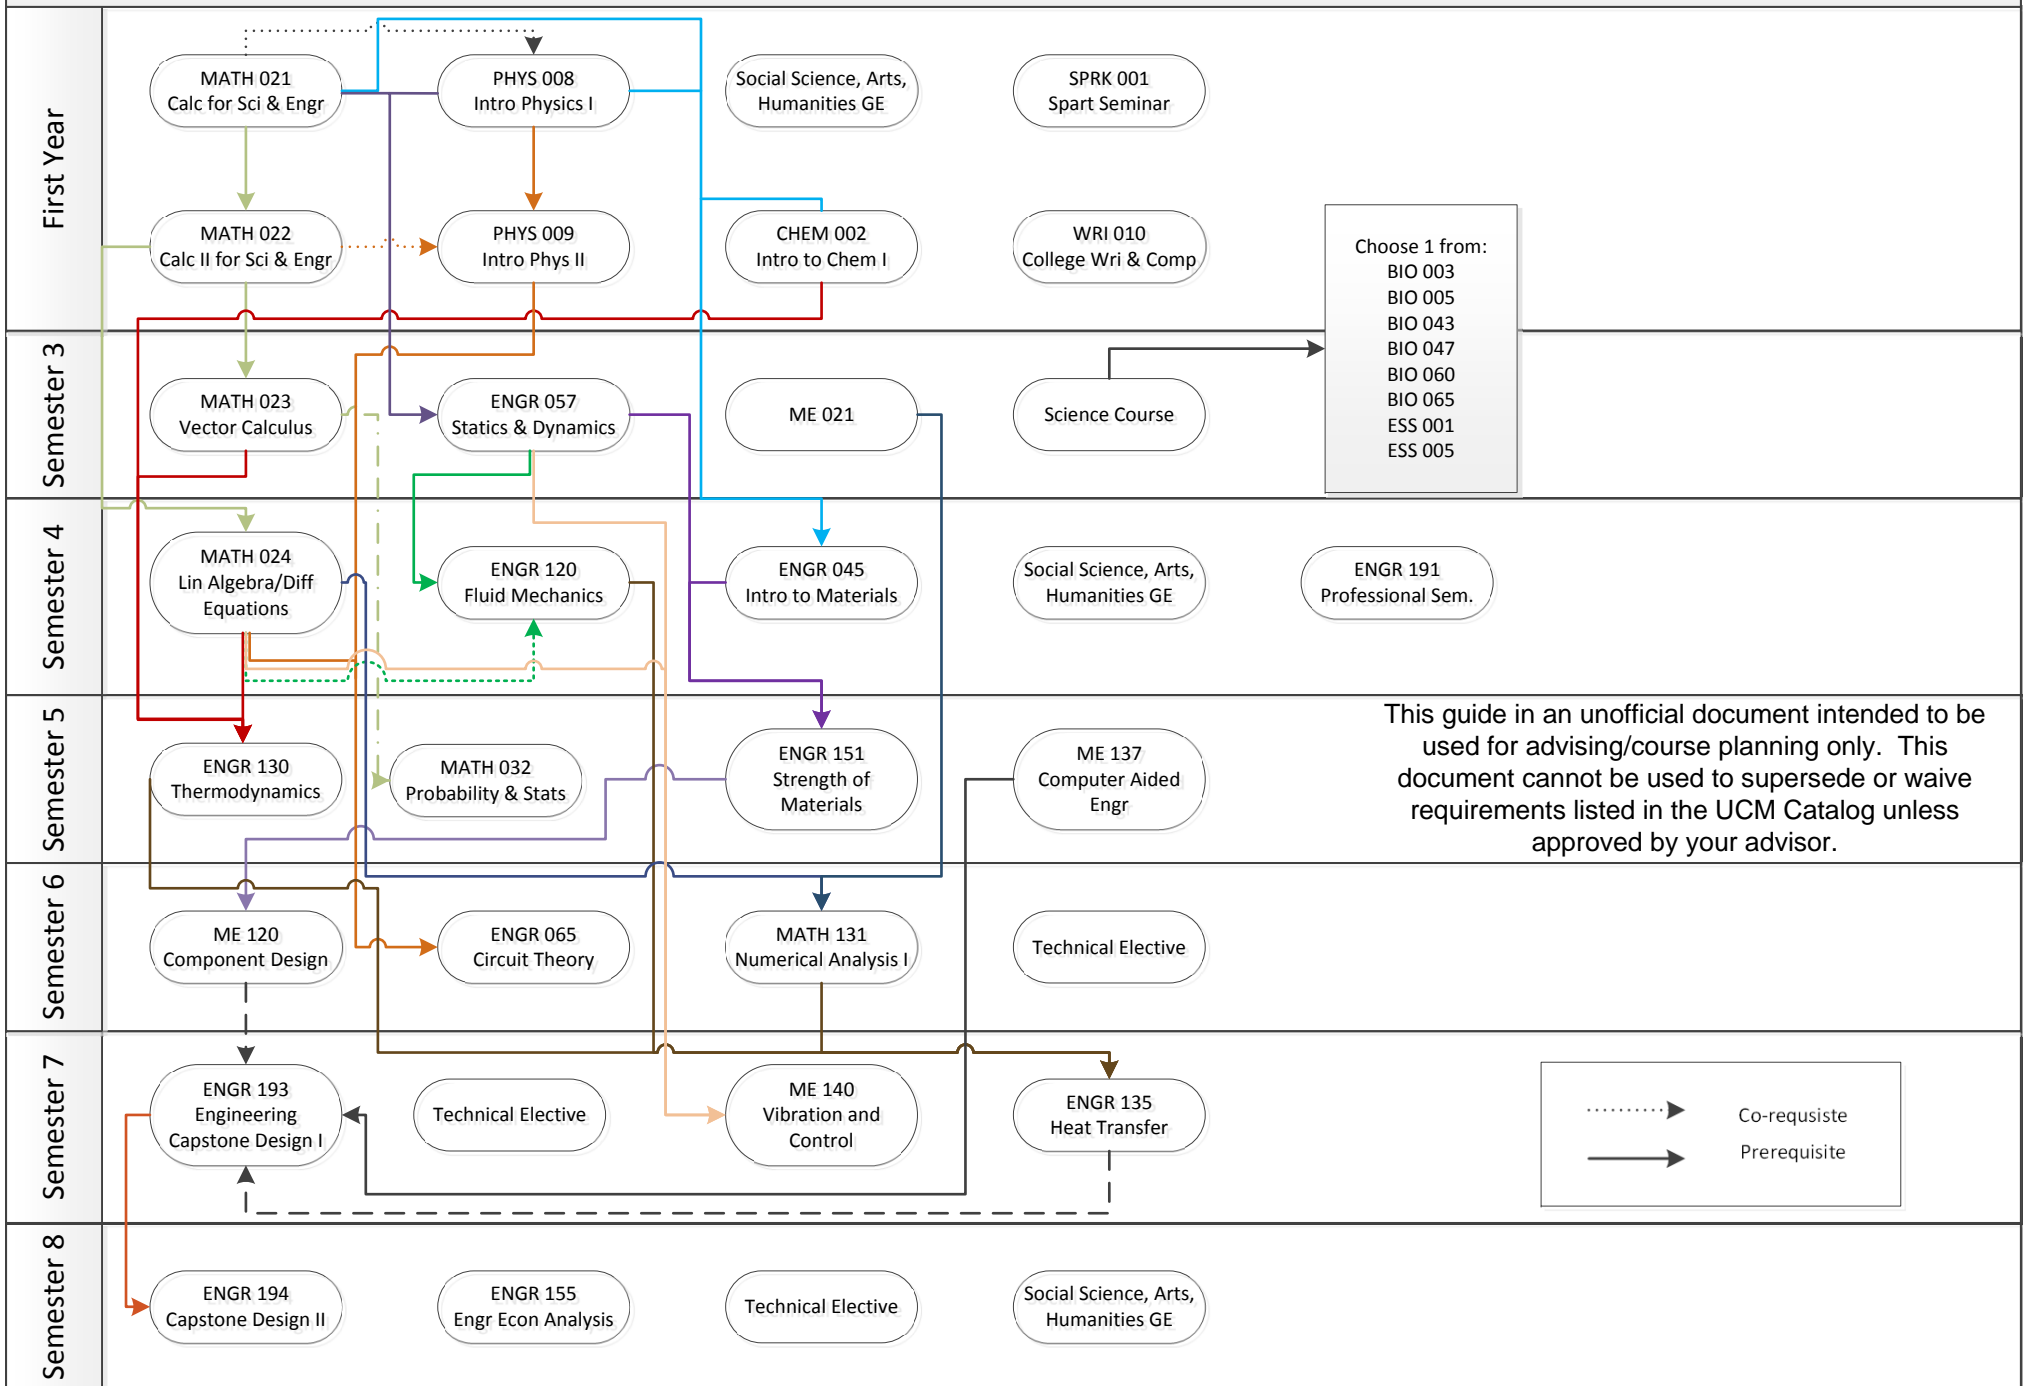 First Year
MATH 021
Calc for Sci & Engr
PHYS 008
Intro Physics I
Social Science, Arts,
Humanities GE
SPRK 001
Spart Seminar
MATH 022
Calc II for Sci & Engr
PHYS 009
Intro Phys II
CHEM 002
Intro to Chem I
WRI 010
College Wri & Comp
Choose 1 from:
BIO 003
BIO 005
BIO 043
BIO 047
BIO 060
BIO 065
ESS 001
ESS 005
Semester 3
MATH 023
Vector Calculus
ENGR 057
Statics & Dynamics
ME 021
Science Course
Semester 4
MATH 024
Lin Algebra/Diff
Equations
ENGR 120
Fluid Mechanics
ENGR 045
Intro to Materials
Social Science, Arts,
Humanities GE
ENGR 191
Professional Sem.
Semester 5
ENGR 130
Thermodynamics
MATH 032
Probability & Stats
ENGR 151
Strength of
Materials
ME 137
Computer Aided
Engr
This guide in an unofficial document intended to be
used for advising/course planning only. This
document cannot be used to supersede or waive
requirements listed in the UCM Catalog unless
approved by your advisor.
Semester 6
ME 120
Component Design
ENGR 065
Circuit Theory
MATH 131
Numerical Analysis I
Technical Elective
Semester 7
ENGR 193
Engineering
Capstone Design I
Technical Elective
ME 140
Vibration and
Control
ENGR 135
Heat Transfer
Co-requsiste
Prerequisite
Semester 8
ENGR 194
Capstone Design II
ENGR 155
Engr Econ Analysis
Technical Elective
Social Science, Arts,
Humanities GE